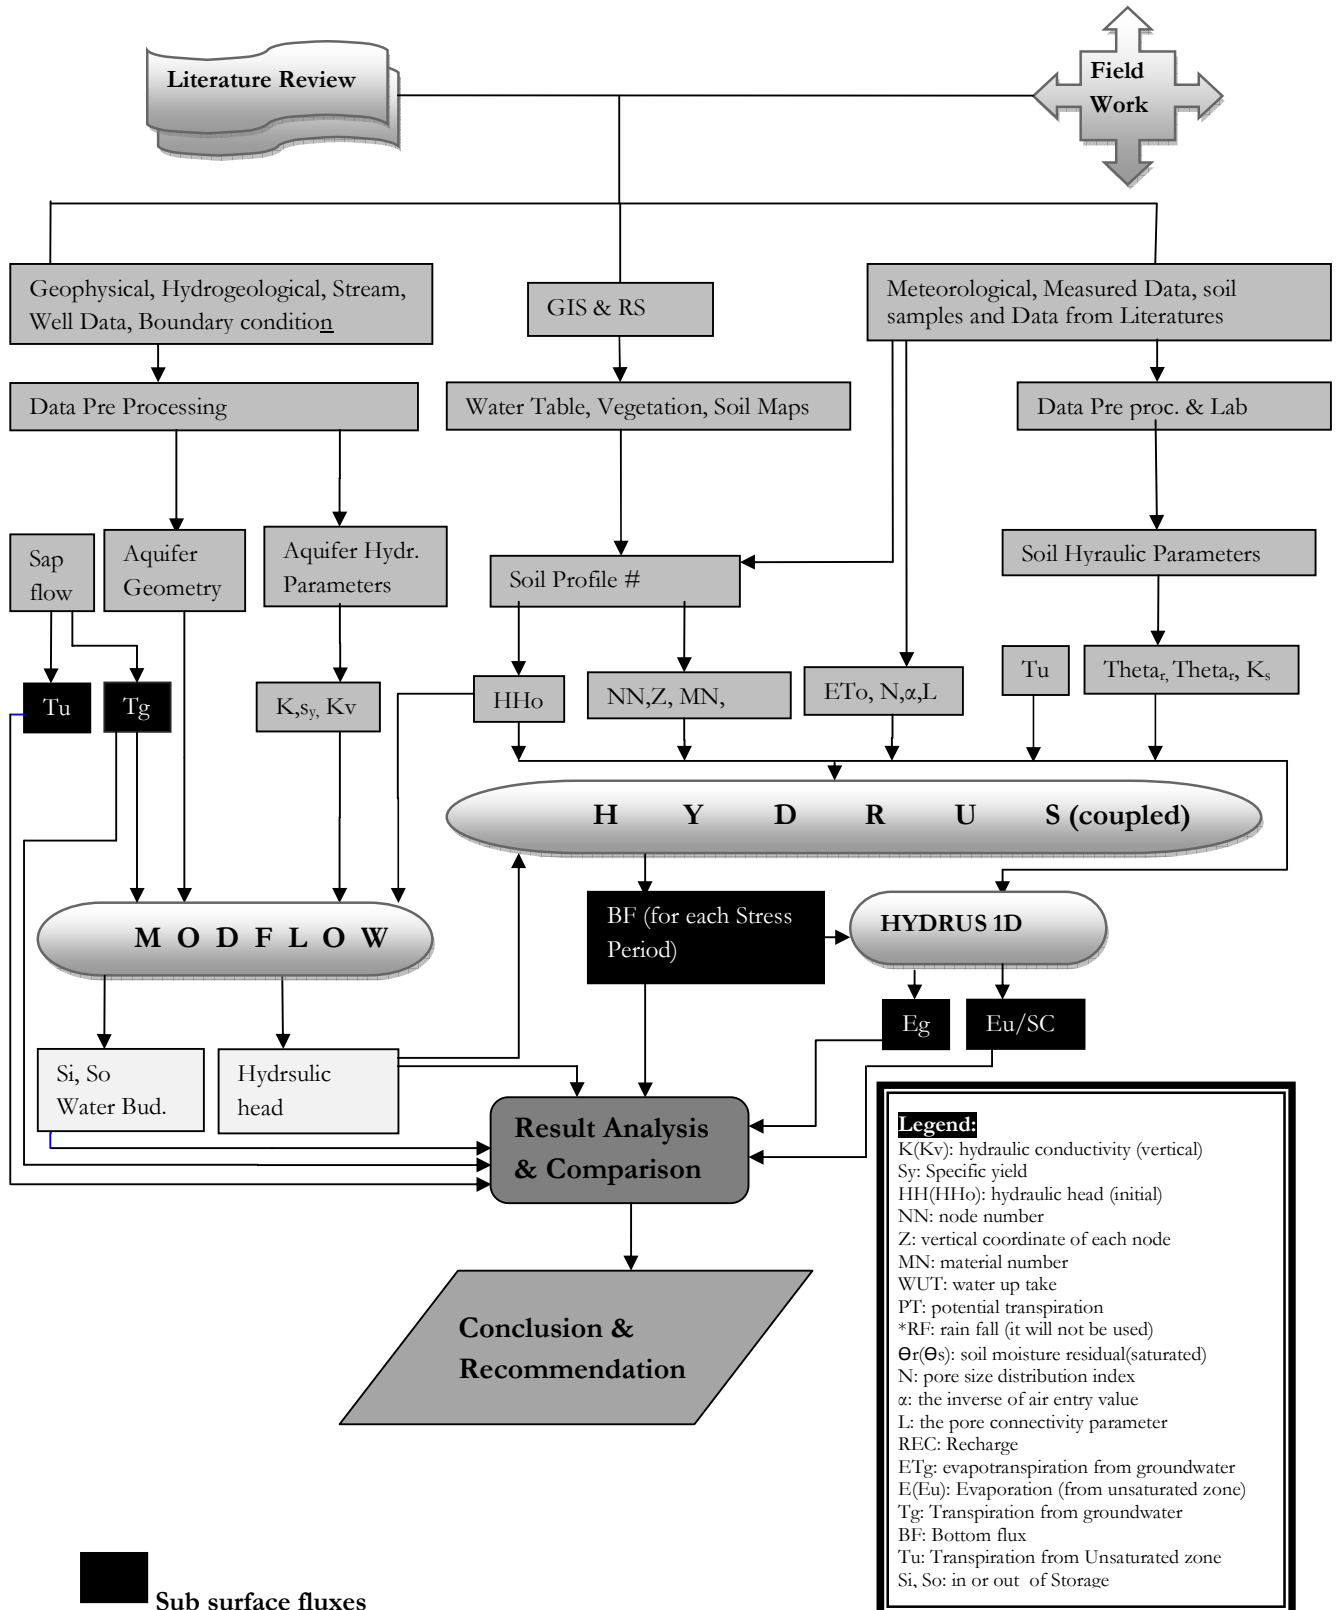 Literature Review
Field
Work
Geophysical, Hydrogeological, Stream,
Well Data, Boundary condition
GIS & RS
Meteorological, Measured Data, soil
samples and Data from Literatures
Data Pre Processing
Water Table, Vegetation, Soil Maps
Data Pre proc. & Lab
Sap
flow
Aquifer
Geometry
Aquifer Hydr.
Parameters
Soil Profile #
Soil Hyraulic Parameters
Tu
Tg
K,sy, Kv
HHo
NN,Z, MN,
ETo, N,α,L
Tu
Thetar, Thetar, Ks
H Y D R U S (coupled)
M O D F L O W
BF (for each Stress
Period)
HYDRUS 1D
Eg
Eu/SC
Si, So
Water Bud.
Hydrsulic
head
Result Analysis
& Comparison
Conclusion &
Recommendation
Legend:
K(Kv): hydraulic conductivity (vertical)
Sy: Specific yield
HH(HHo): hydraulic head (initial)
NN: node number
Z: vertical coordinate of each node
MN: material number
WUT: water up take
PT: potential transpiration
*RF: rain fall (it will not be used)
Ɵr(Ɵs): soil moisture residual(saturated)
N: pore size distribution index
α: the inverse of air entry value
L: the pore connectivity parameter
REC: Recharge
ETg: evapotranspiration from groundwater
E(Eu): Evaporation (from unsaturated zone)
Tg: Transpiration from groundwater
BF: Bottom flux
Tu: Transpiration from Unsaturated zone
Si, So: in or out of Storage
Sub surface fluxes